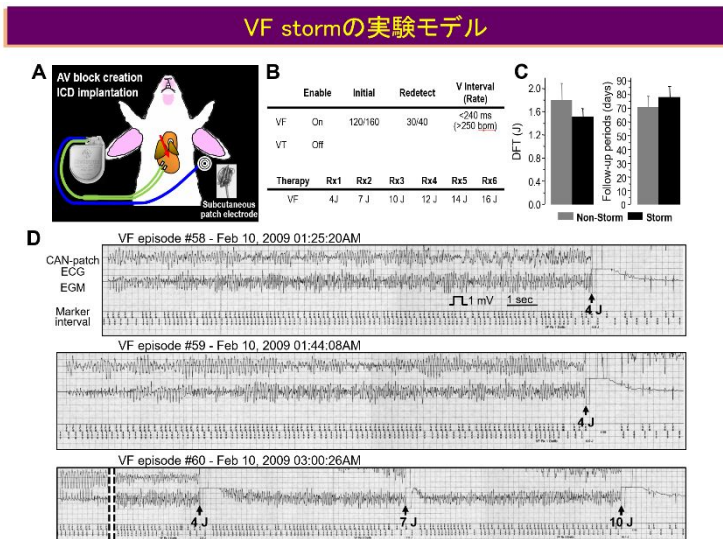 VF stormの実験モデル
A
AV block creation
ICD implantation
Subcutaneous
patch electrode
B
Enable Initial Redetect V Interval
(Rate)
VF On 120/160 30/40 <240 ms
(>250 bpm)
VT Off
Therapy Rx1 Rx2 Rx3 Rx4 Rx5 Rx6
VF 4J 7 J 10 J 12 J 14 J 16 J
C
DFT (J)
2.0
1.6
1.2
0.8
0.4
0.0
Follow-up periods (days)
90
80
70
60
50
40
30
20
10
0
Non-Storm Storm
D
VF episode #58 - Feb 10, 2009 01:25:20AM
CAN-patch
ECG
EGM
Marker
interval
1 mV 1 sec
4 J
VF episode #59 - Feb 10, 2009 01:44:08AM
4 J
VF episode #60 - Feb 10, 2009 03:00:26AM
4 J 7 J 10 J